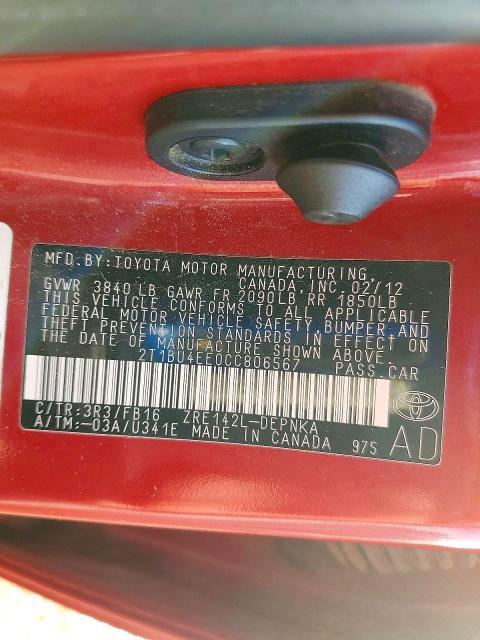 MFD.BY:TOYOTA MOTOR MANUFACTURING,
CANADA, INC. 02/12
GVWR 3840 LB GAWR FR 2090LB RR 1850LB
THIS VEHICLE CONFORMS TO ALL APPLICABLE
FEDERAL MOTOR VEHICLE SAFETY, BUMPER, AND
THEFT PREVENTION STANDARDS IN EFFECT ON
THE DATE OF MANUFACTURE SHOWN ABOVE.
2T1BU4EE0CC806567 PASS.CAR
C/TR:3R3/FB16 ZRE142L-DEPNKA
A/TM:-03A/U341E MADE IN CANADA 975 AD